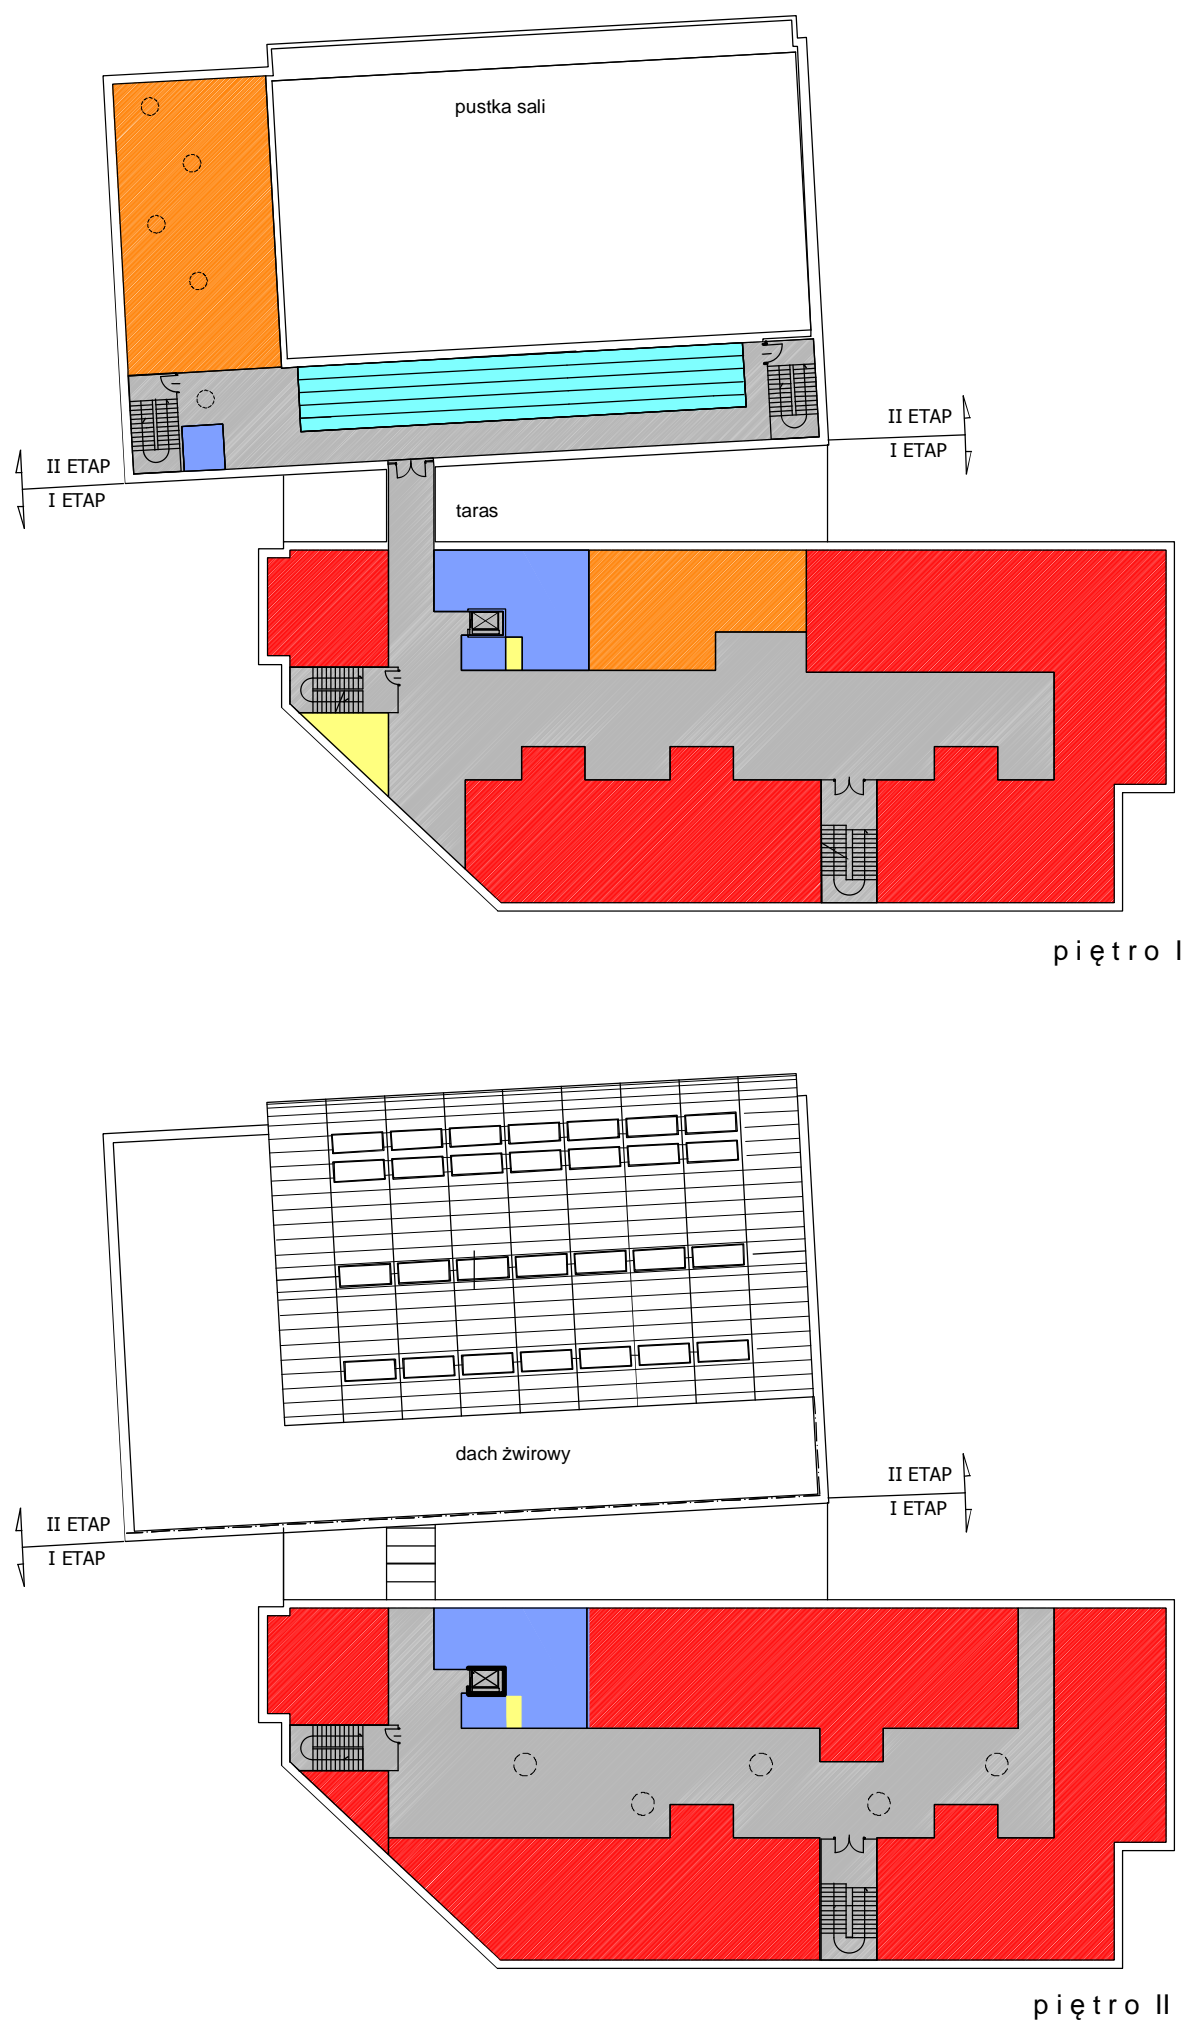 pustka sali
II ETAP
I ETAP
II ETAP
I ETAP
taras
piętro I
dach żwirowy
II ETAP
I ETAP
II ETAP
I ETAP
piętro II